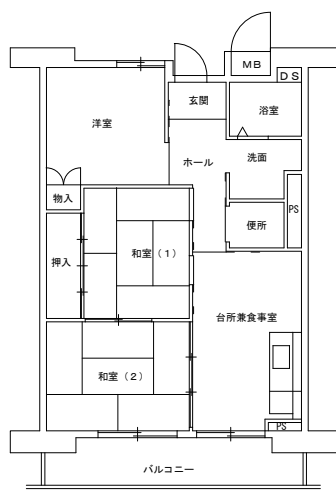 MB
DS
玄関
浴室
洋室
ホール
洗面
物入
PS
便所
押入
和室（1）
台所兼食事室
和室（2）
PS
バルコニー